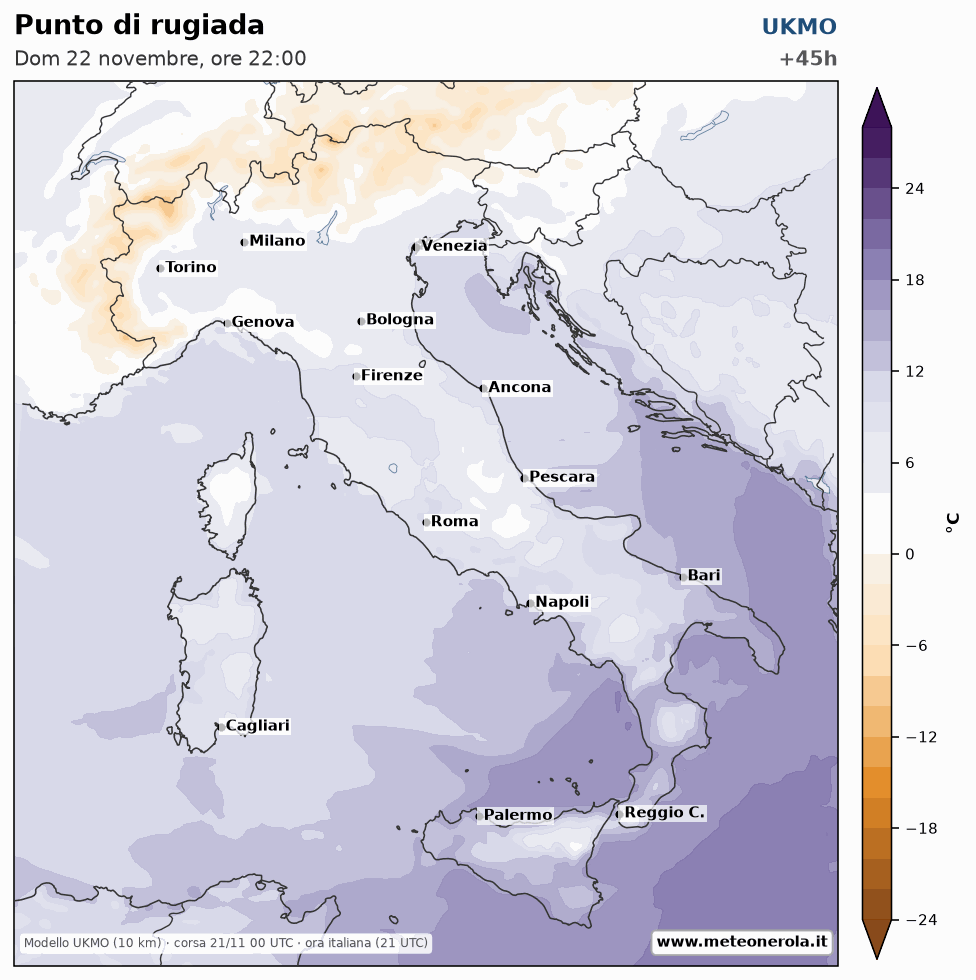 Punto di rugiada
UKMO
Dom 22 novembre, ore 22:00
+45h
Milano
Venezia
Torino
Genova
Bologna
Firenze
Ancona
Pescara
Roma
Bari
Napoli
Cagliari
Palermo
Reggio C.
24
18
12
6
0
−6
−12
−18
−24
°C
Modello UKMO (10 km) · corsa 21/11 00 UTC · ora italiana (21 UTC)
www.meteonerola.it